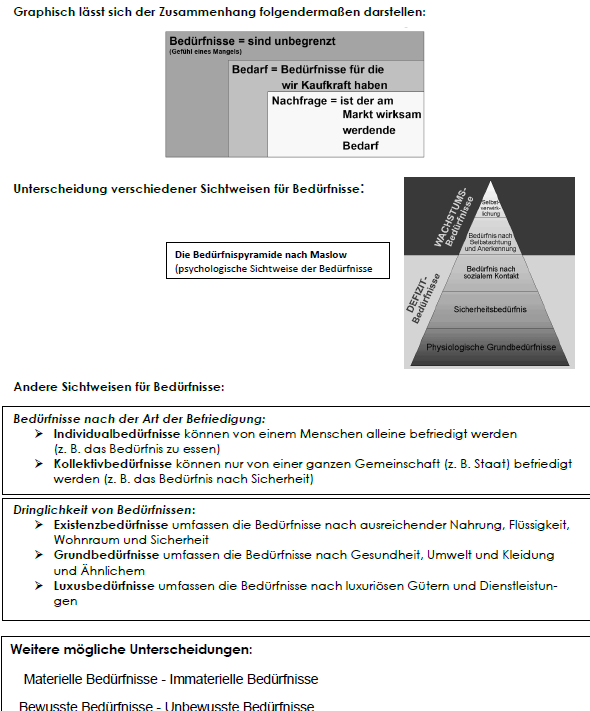 Graphisch lässt sich der Zusammenhang folgendermaßen darstellen:
Bedürfnisse = sind unbegrenzt
(Gefühl eines Mangels)
Bedarf = Bedürfnisse für die
wir Kaufkraft haben
Nachfrage = ist der am
Markt wirksam
werdende
Bedarf
Unterscheidung verschiedener Sichtweisen für Bedürfnisse:
Die Bedürfnispyramide nach Maslow
(psychologische Sichtweise der Bedürfnisse
WACHSTUMS-
Bedürfnisse
Selbst-
verwirk-
lichung
Bedürfnis nach
Selbstachtung
und Anerkennung
DEFIZIT-
Bedürfnisse
Bedürfnis nach
sozialem Kontakt
Sicherheitsbedürfnis
Physiologische Grundbedürfnisse
Andere Sichtweisen für Bedürfnisse:
Bedürfnisse nach der Art der Befriedigung:
➢ Individualbedürfnisse können von einem Menschen alleine befriedigt werden
(z. B. das Bedürfnis zu essen)
➢ Kollektivbedürfnisse können nur von einer ganzen Gemeinschaft (z. B. Staat) befriedigt
werden (z. B. das Bedürfnis nach Sicherheit)
Dringlichkeit von Bedürfnissen:
➢ Existenzbedürfnisse umfassen die Bedürfnisse nach ausreichender Nahrung, Flüssigkeit,
Wohnraum und Sicherheit
➢ Grundbedürfnisse umfassen die Bedürfnisse nach Gesundheit, Umwelt und Kleidung
und Ähnlichem
➢ Luxusbedürfnisse umfassen die Bedürfnisse nach luxuriösen Gütern und Dienstleistun-
gen
Weitere mögliche Unterscheidungen:
Materielle Bedürfnisse - Immaterielle Bedürfnisse
Bewusste Bedürfnisse - Unbewusste Bedürfnisse